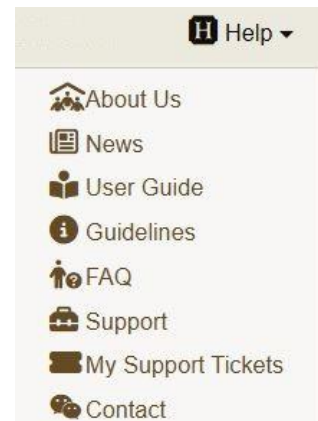 H Help
About Us
News
User Guide
Guidelines
FAQ
Support
My Support Tickets
Contact